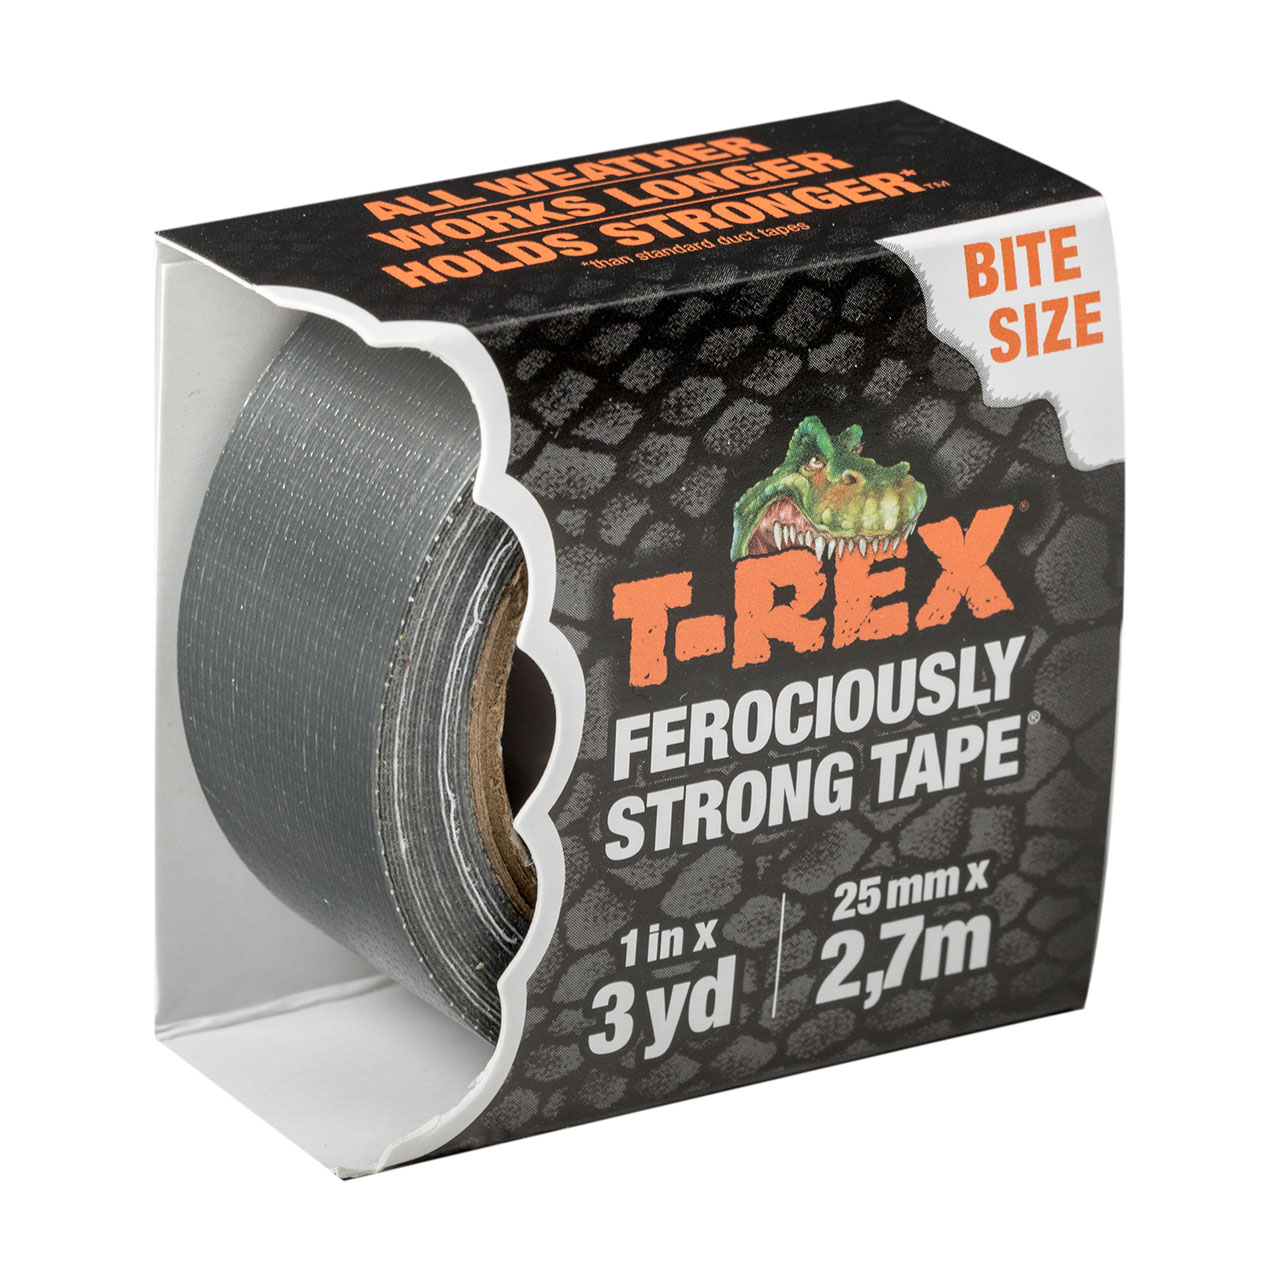 ALL WEATHER
WORKS LONGER
HOLDS STRONGER*™
*than standard duct tapes
BITE
SIZE
T-REX®
FEROCIOUSLY
STRONG TAPE®
1 in x
3 yd
25 mm x
2,7m